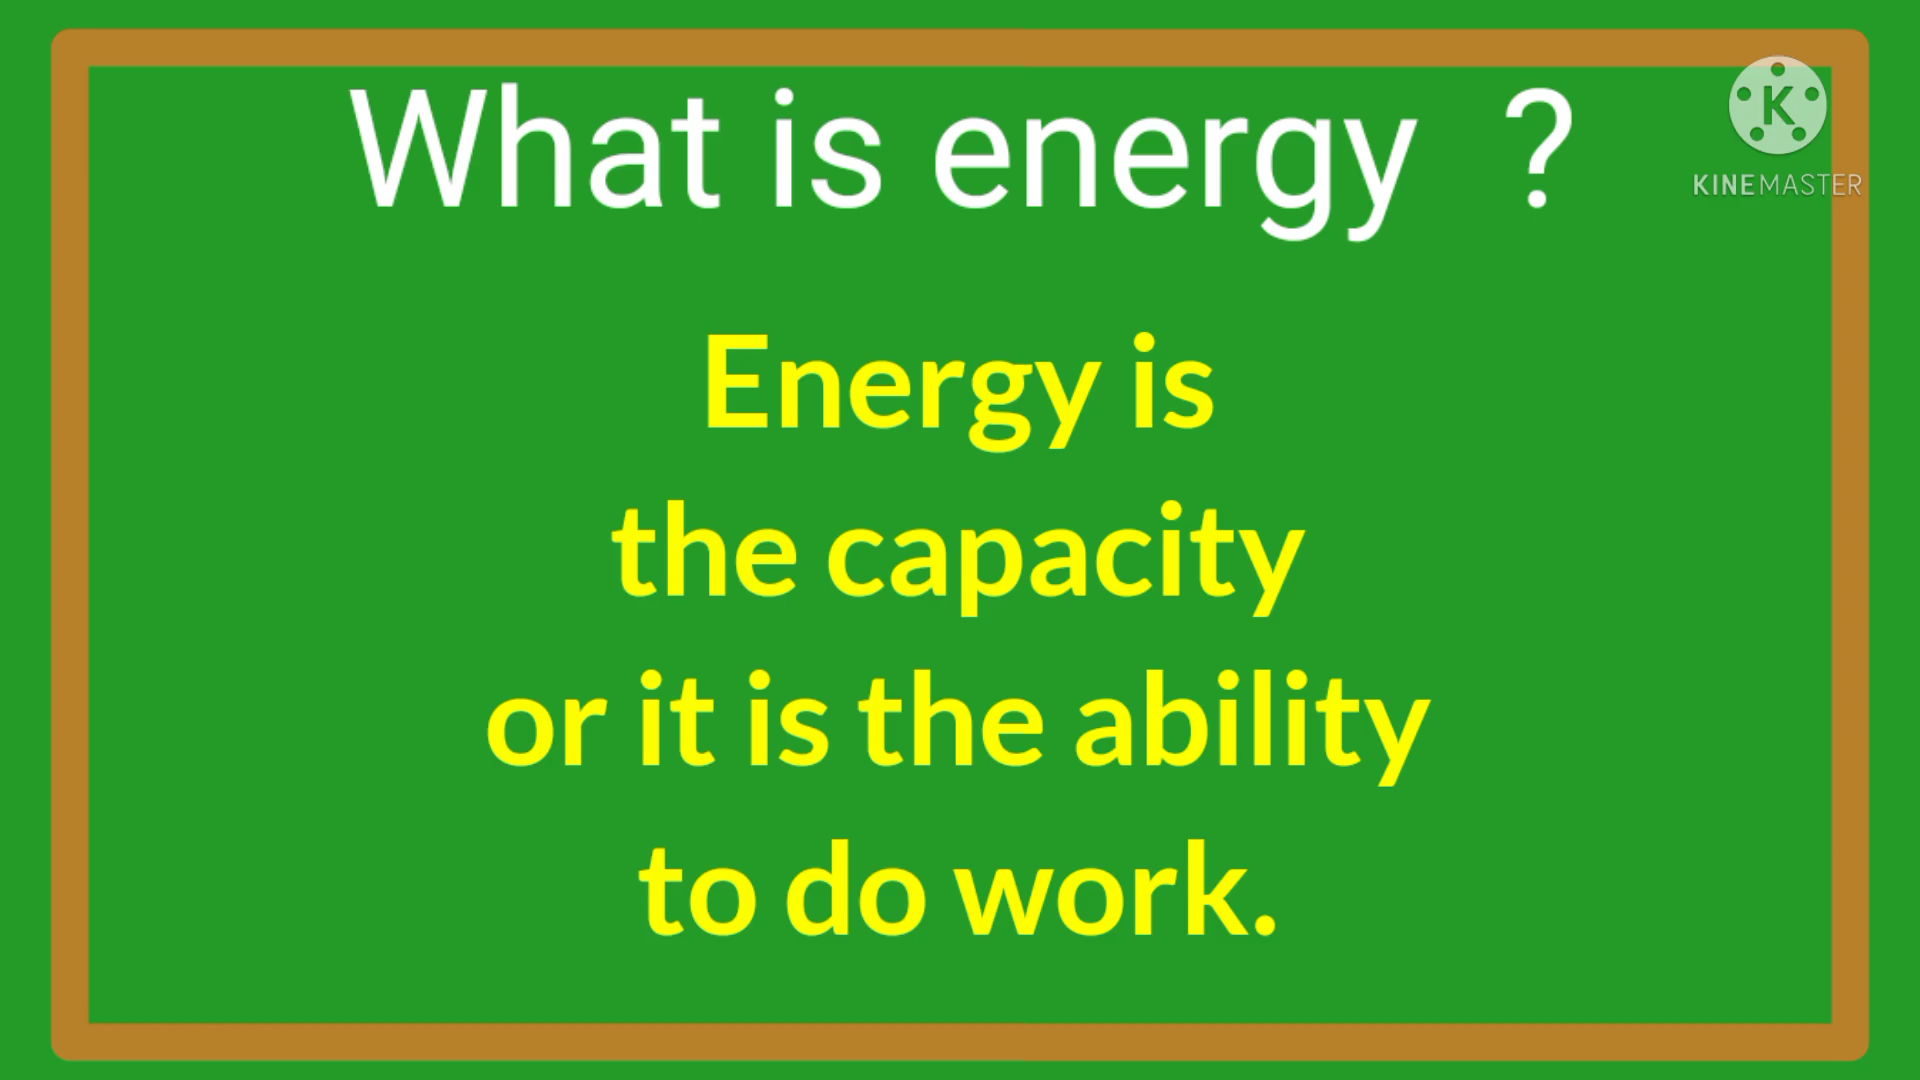 What is energy ?
K
KINEMASTER
Energy is
the capacity
or it is the ability
to do work.